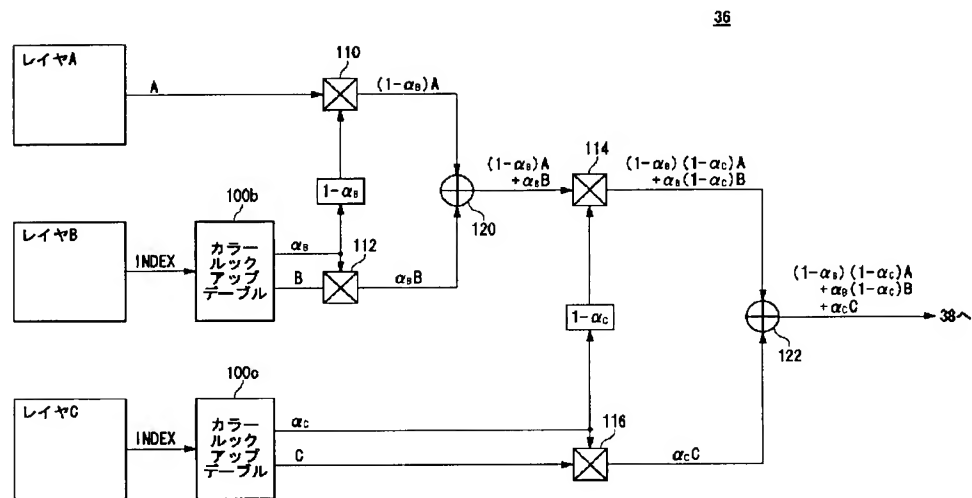 36
レイヤA
A
110
(1-αB)A
1-αB
レイヤB
INDEX
100b
カラー
ルック
アップ
デーブル
αB
B
112
αBB
120
(1-αB)A
+αBB
114
(1-αB)(1-αC)A
+αB(1-αC)B
1-αC
122
(1-αB)(1-αC)A
+αB(1-αC)B
+αCC
38へ
レイヤC
INDEX
100c
カラー
ルック
アップ
デーブル
αC
C
116
αCC